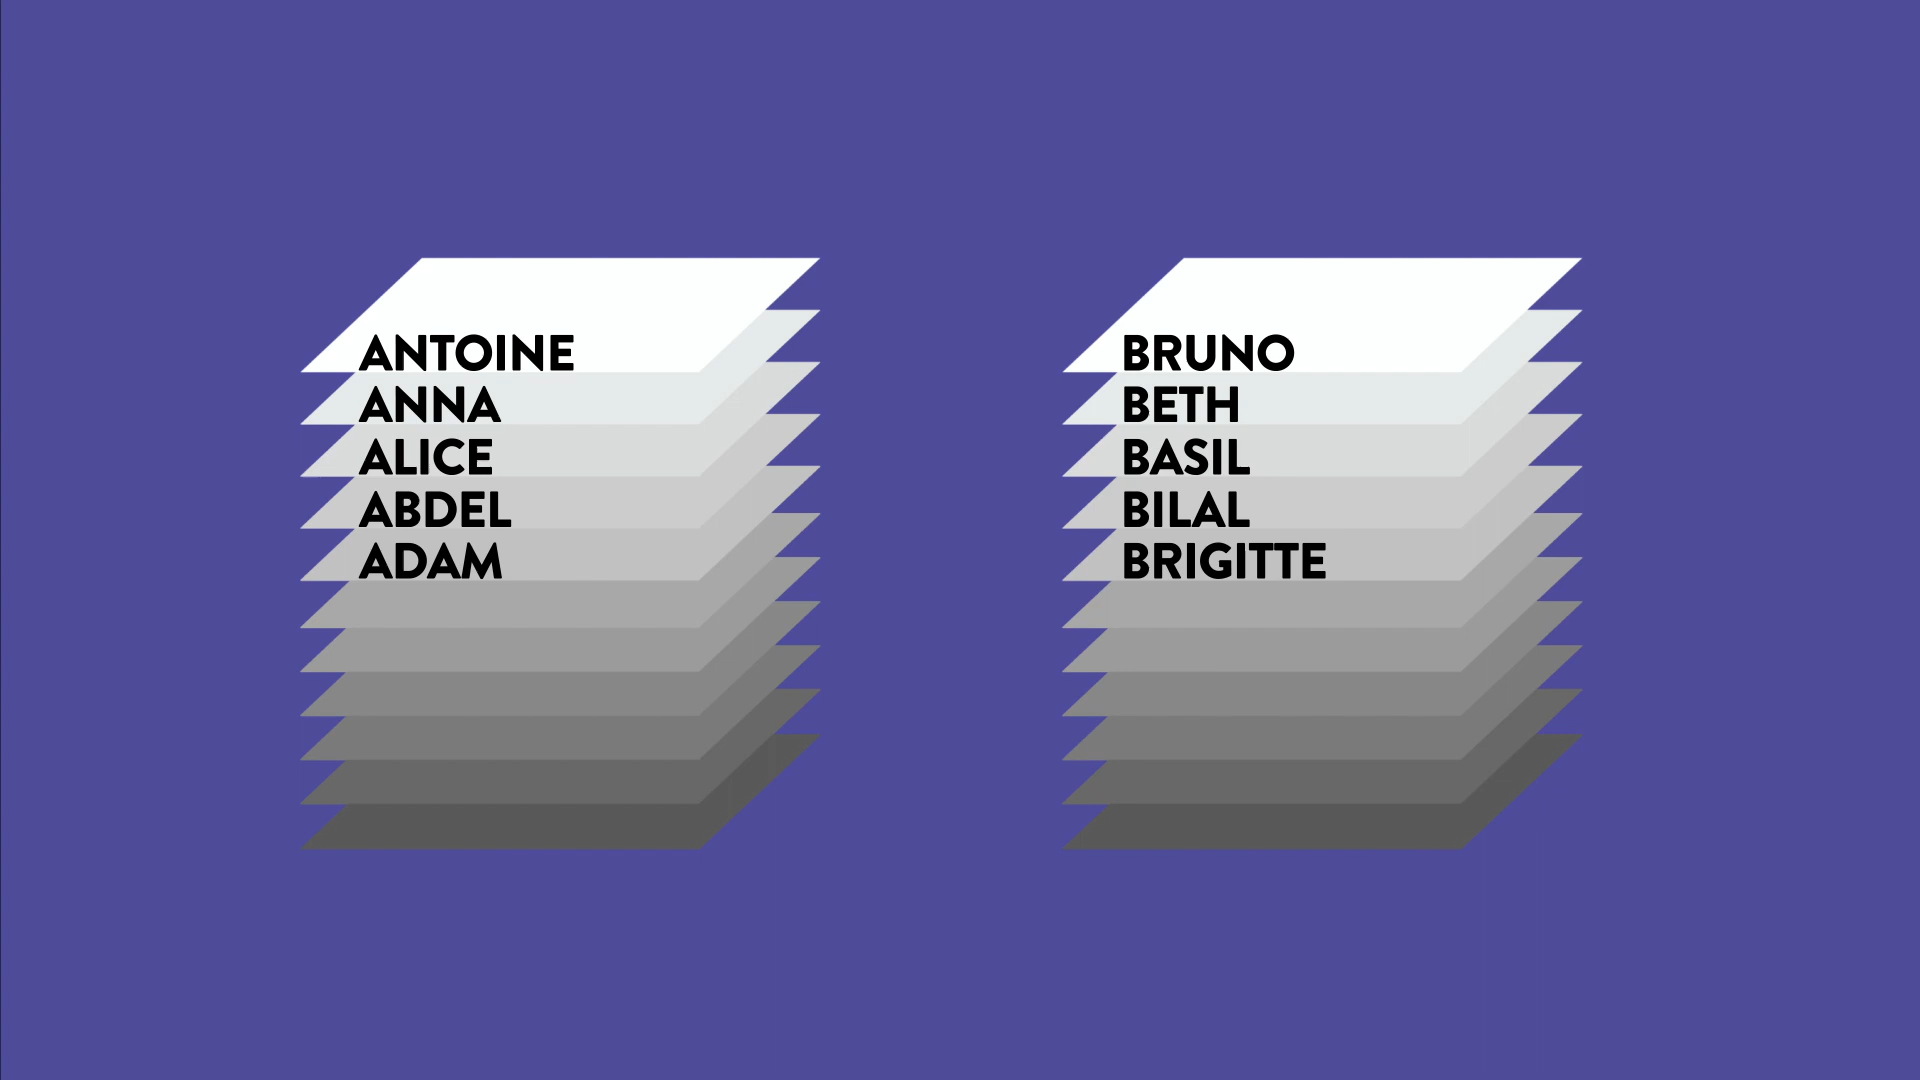 ANTOINE
ANNA
ALICE
ABDEL
ADAM
BRUNO
BETH
BASIL
BILAL
BRIGITTE